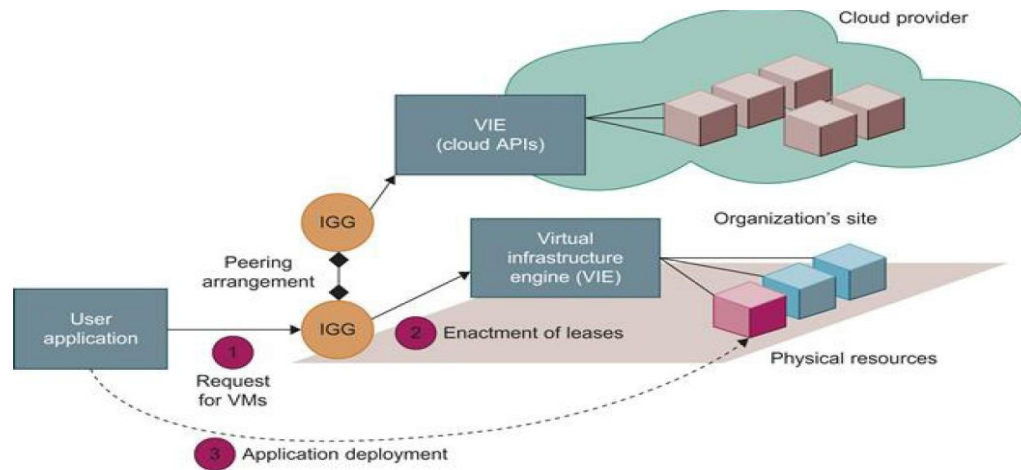 Cloud provider
VIE
(cloud APIs)
IGG
Organization's site
Virtual
infrastructure
engine (VIE)
Peering
arrangement
User
application
IGG
1
Request
for VMs
2
Enactment of leases
Physical resources
3
Application deployment